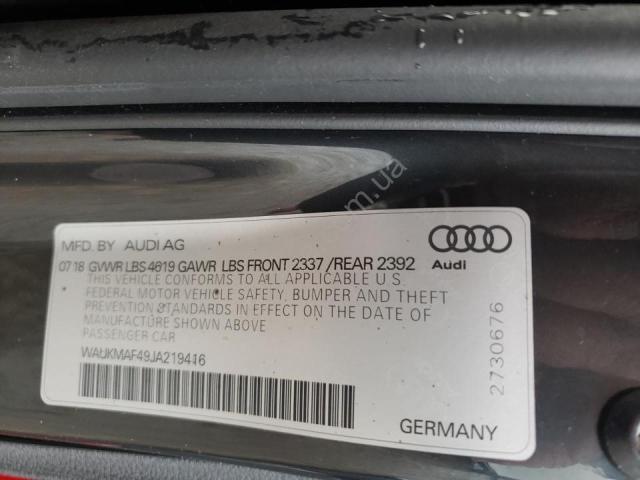 MFD. BY AUDI AG
07 18 GVWR LBS 4619 GAWR LBS FRONT 2337 /REAR 2392
Audi
THIS VEHICLE CONFORMS TO ALL APPLICABLE U S
FEDERAL MOTOR VEHICLE SAFETY, BUMPER AND THEFT
PREVENTION STANDARDS IN EFFECT ON THE DATE OF
MANUFACTURE SHOWN ABOVE
PASSENGER CAR
WAUKMAF49JA219416
2730676
GERMANY